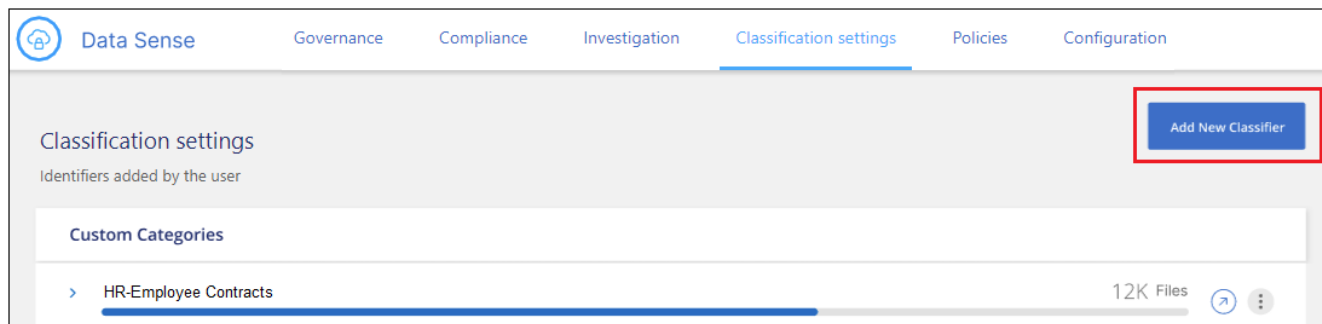 Data Sense
Governance Compliance Investigation Classification settings Policies Configuration
Add New Classifier
Classification settings
Identifiers added by the user
Custom Categories
HR-Employee Contracts
12K Files